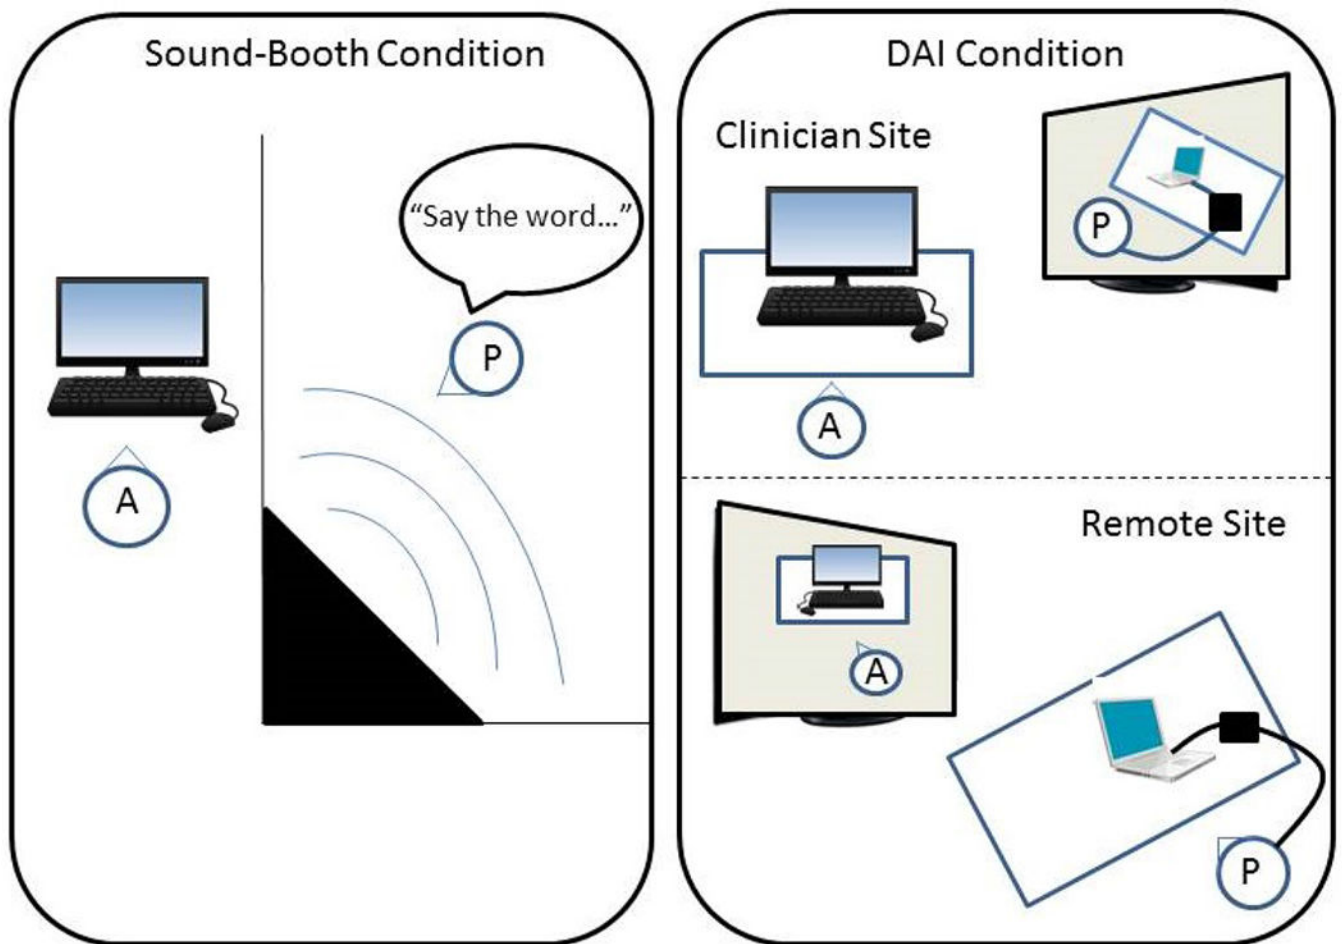 Sound-Booth Condition
“Say the word...”
P
A
DAI Condition
Clinician Site
P
A
Remote Site
A
P